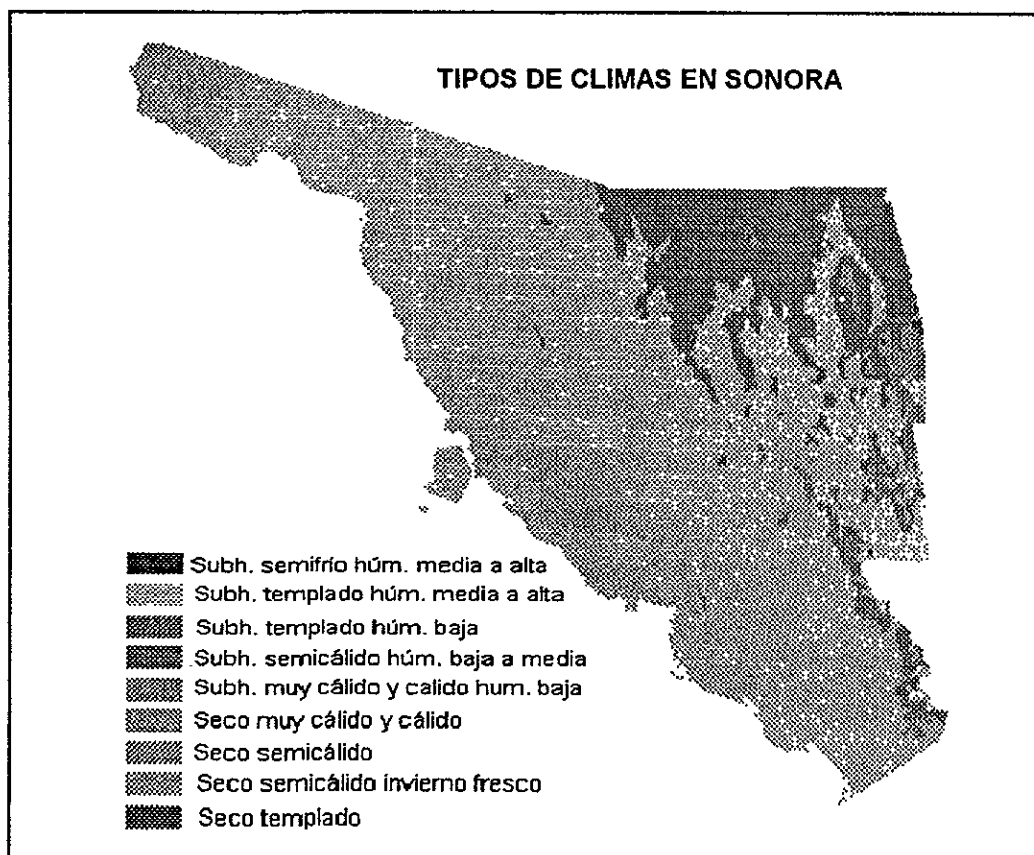 TIPOS DE CLIMAS EN SONORA
Subh. semifrío húm. media a alta
Subh. templado húm. media a alta
Subh. templado húm. baja
Subh. semicálido húm. baja a media
Subh. muy cálido y calido hum. baja
Seco muy cálido y cálido
Seco semicálido
Seco semicálido invierno fresco
Seco templado